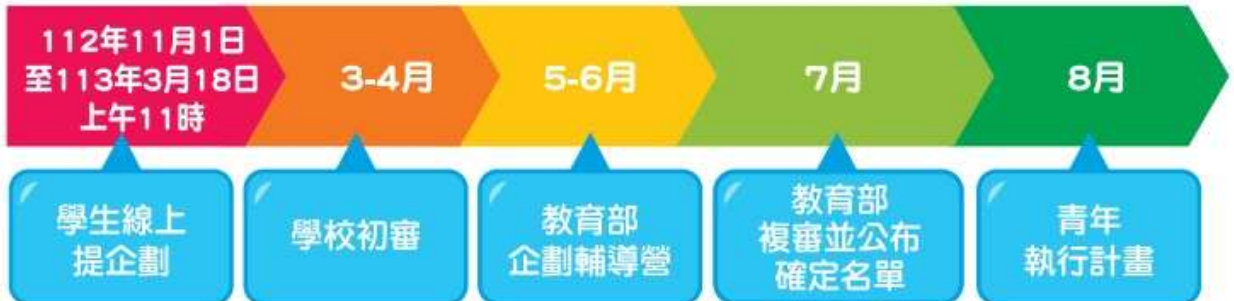 112年11月1日
至113年3月18日
上午11時
3-4月
5-6月
7月
8月
學生線上
提企劃
學校初審
教育部
企劃輔導營
教育部
複審並公布
確定名單
青年
執行計畫